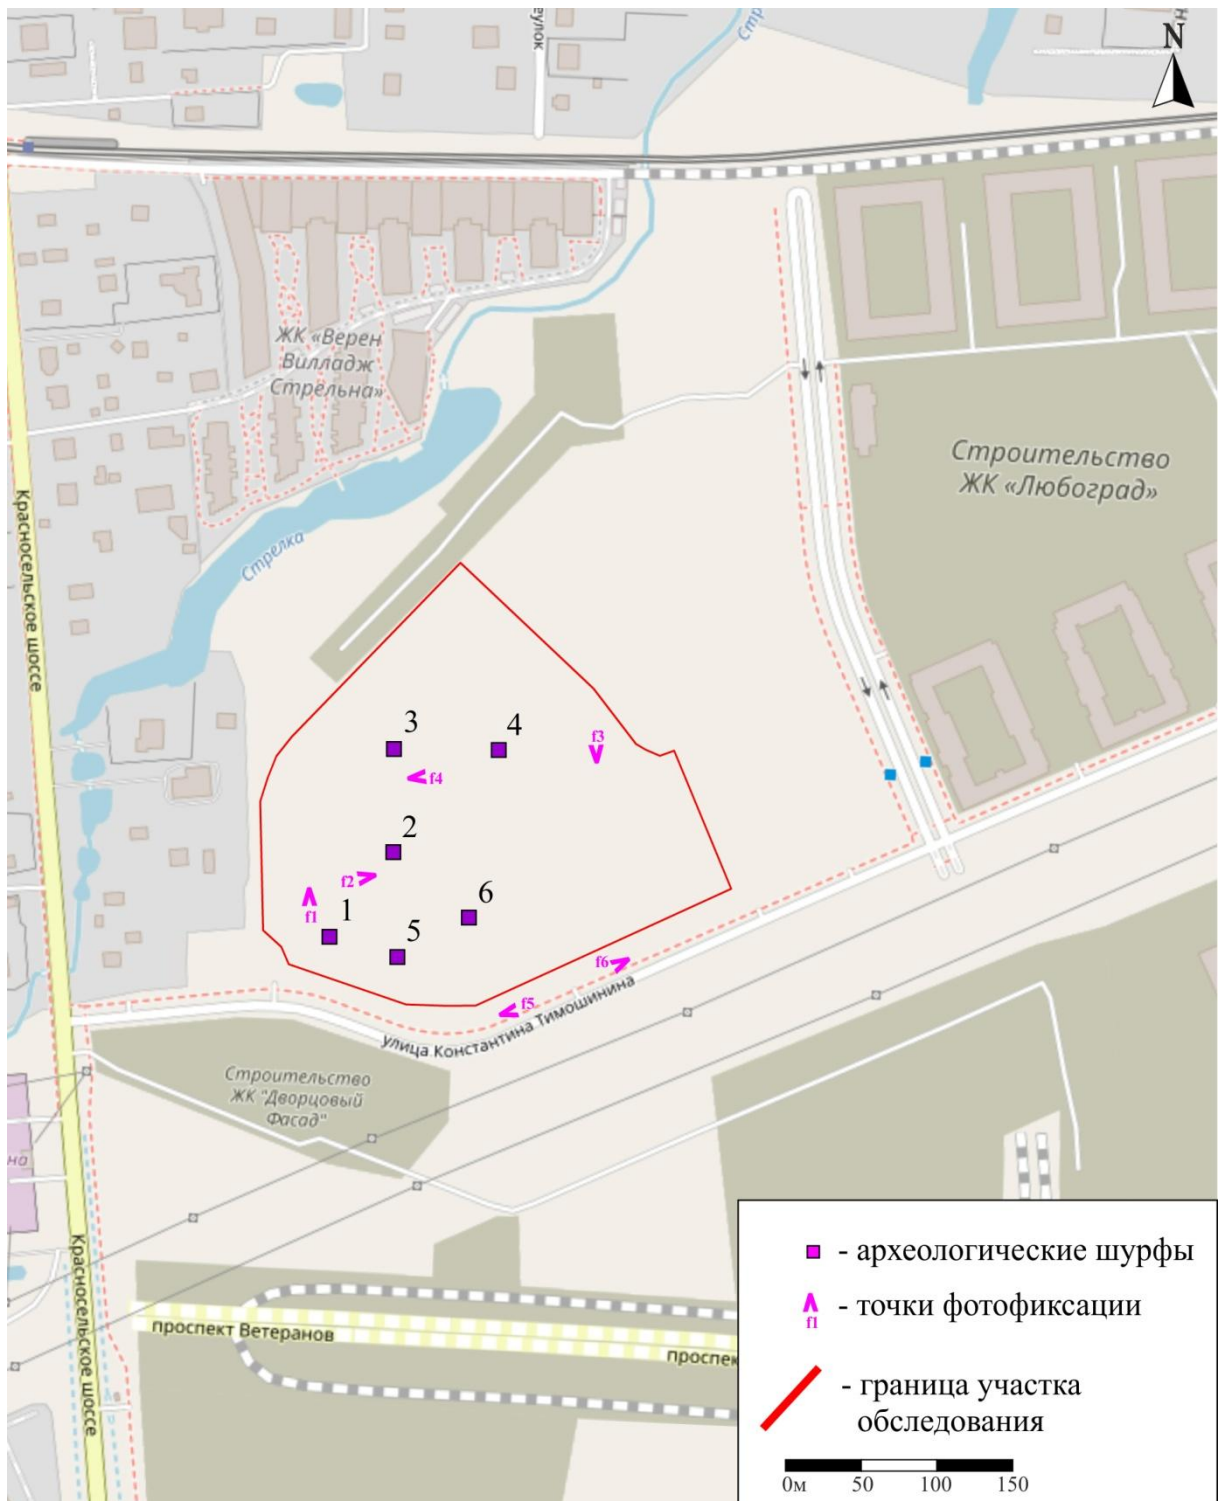 еулок
Стр
N
ЖК «Верен
Вилладж
Стрельна»
Строительство
ЖК «Любоград»
Красносельское шоссе
Стрелка
3
4
f3
f4
2
f2
f1
1
6
5
f6
f5
улица Константина Тимошинина
Строительство
ЖК "Дворцовый
Фасад"
на
Красносельское шоссе
проспект Ветеранов
проспек
- археологические шурфы
f1
- точки фотофиксации
- граница участка
обследования
0м 50 100 150